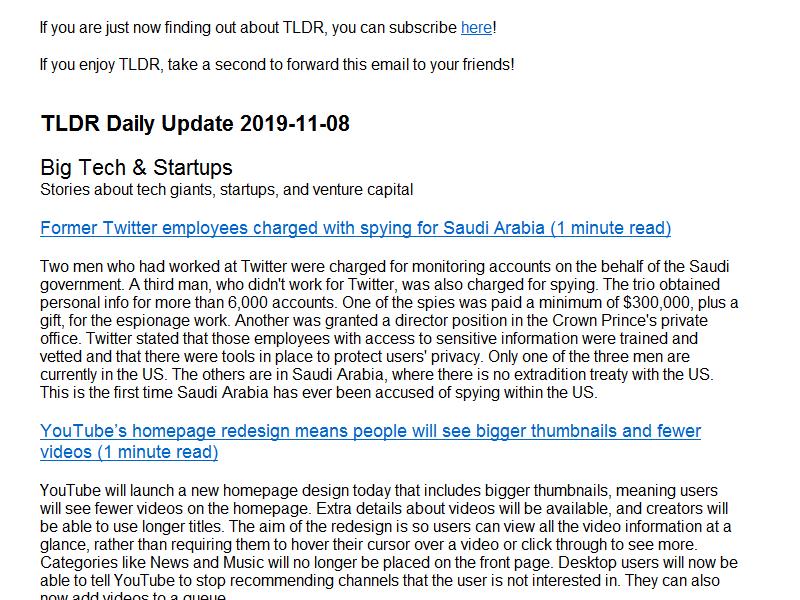 If you are just now finding out about TLDR, you can subscribe here!
If you enjoy TLDR, take a second to forward this email to your friends!
TLDR Daily Update 2019-11-08
Big Tech & Startups
Stories about tech giants, startups, and venture capital
Former Twitter employees charged with spying for Saudi Arabia (1 minute read)
Two men who had worked at Twitter were charged for monitoring accounts on the behalf of the Saudi
government. A third man, who didn't work for Twitter, was also charged for spying. The trio obtained
personal info for more than 6,000 accounts. One of the spies was paid a minimum of $300,000, plus a
gift, for the espionage work. Another was granted a director position in the Crown Prince's private
office. Twitter stated that those employees with access to sensitive information were trained and
vetted and that there were tools in place to protect users' privacy. Only one of the three men are
currently in the US. The others are in Saudi Arabia, where there is no extradition treaty with the US.
This is the first time Saudi Arabia has ever been accused of spying within the US.
YouTube’s homepage redesign means people will see bigger thumbnails and fewer
videos (1 minute read)
YouTube will launch a new homepage design today that includes bigger thumbnails, meaning users
will see fewer videos on the homepage. Extra details about videos will be available, and creators will
be able to use longer titles. The aim of the redesign is so users can view all the video information at a
glance, rather than requiring them to hover their cursor over a video or click through to see more.
Categories like News and Music will no longer be placed on the front page. Desktop users will now be
able to tell YouTube to stop recommending channels that the user is not interested in. They can also
now add videos to a queue.